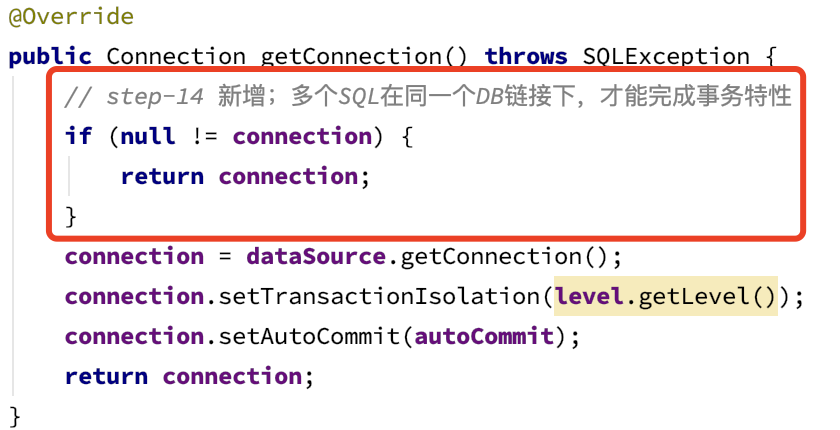 @Override
public Connection getConnection() throws SQLException {
// step-14 新增；多个SQL在同一个DB链接下，才能完成事务特性
if (null != connection) {
return connection;
}
connection = dataSource.getConnection();
connection.setTransactionIsolation(level.getLevel());
connection.setAutoCommit(autoCommit);
return connection;
}